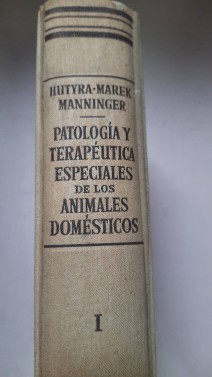 HUTYRA·MAREK
MANNINGER
PATOLOGÍA Y
TERAPÉUTICA
ESPECIALES
DE LOS
ANIMALES
DOMÉSTICOS
I